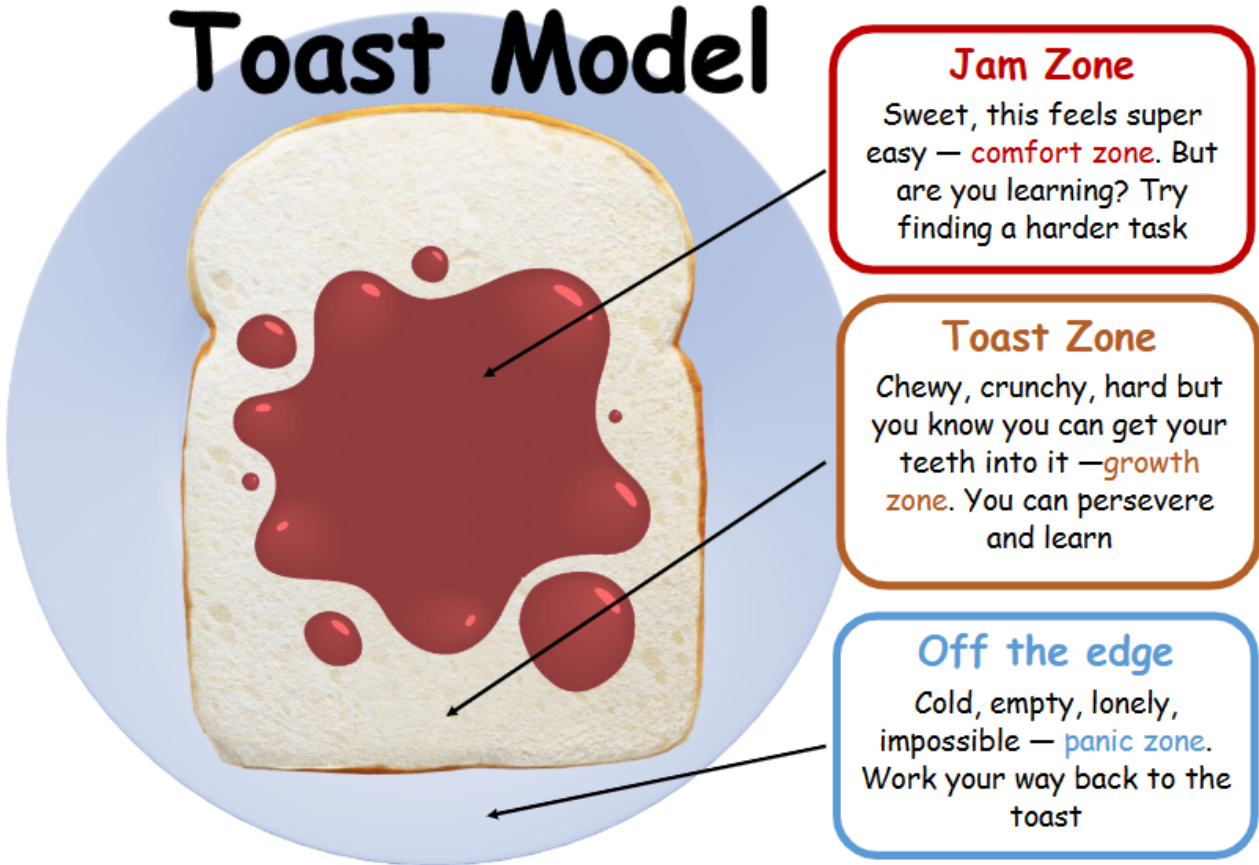 Toast Model
Jam Zone
Sweet, this feels super
easy — comfort zone. But
are you learning? Try
finding a harder task
Toast Zone
Chewy, crunchy, hard but
you know you can get your
teeth into it —growth
zone. You can persevere
and learn
Off the edge
Cold, empty, lonely,
impossible — panic zone.
Work your way back to the
toast